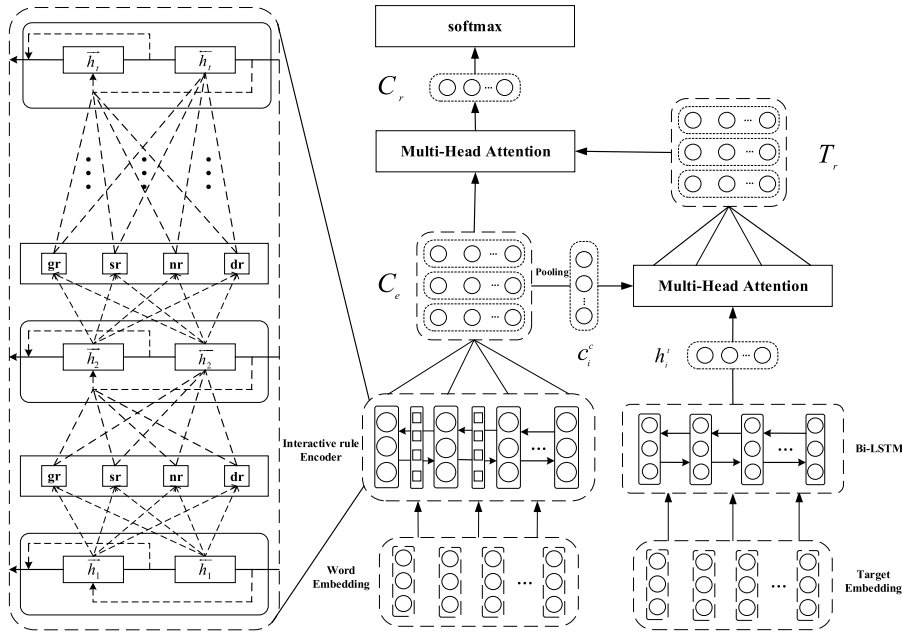 softmax
C_r
Multi-Head Attention
T_r
C_e
Pooling
c_i^c
Multi-Head Attention
h_i^t
Interactive rule
Encoder
Bi-LSTM
Word
Embedding
Target
Embedding
h_t h_t
gr sr nr dr
h_2 h_2
gr sr nr dr
h_1 h_1